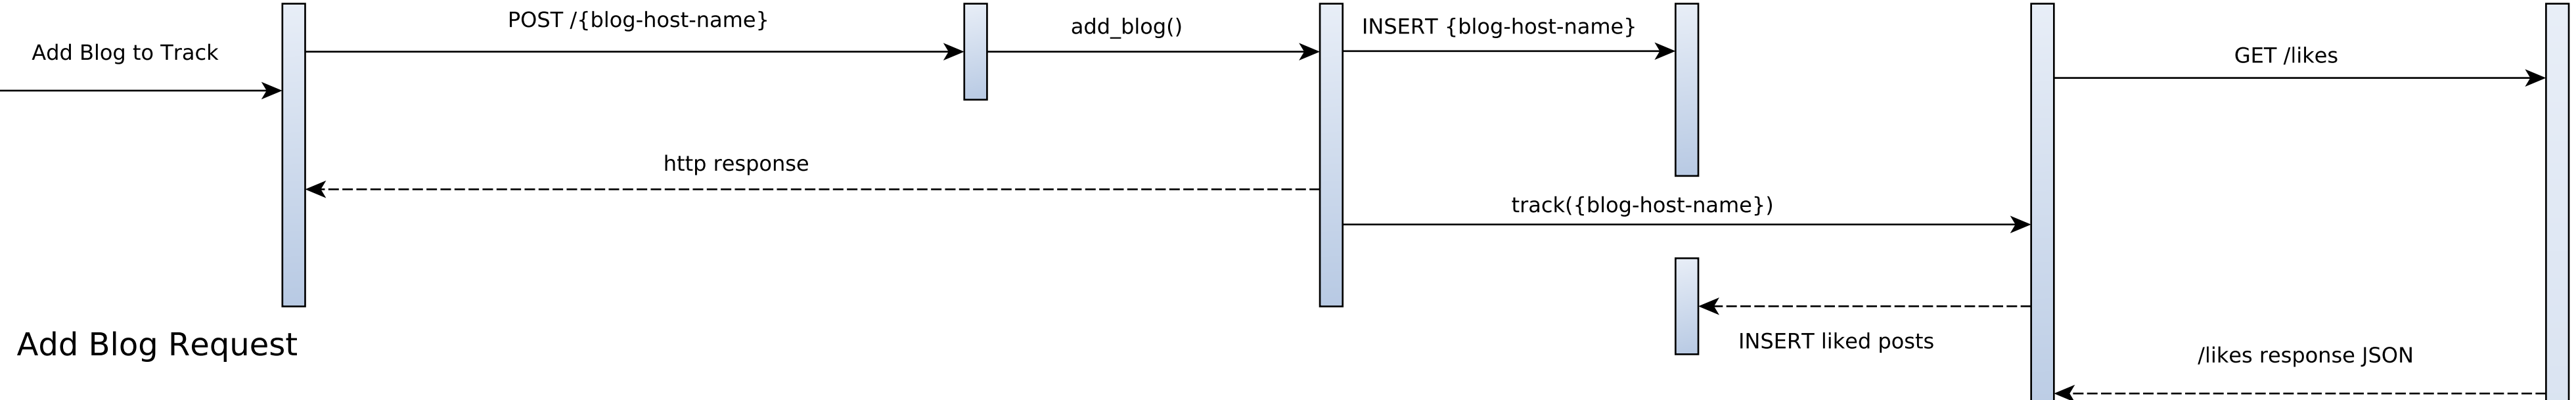 POST /{blog-host-name}
add_blog()
INSERT {blog-host-name}
Add Blog to Track
GET /likes
http response
track({blog-host-name})
INSERT liked posts
Add Blog Request
/likes response JSON